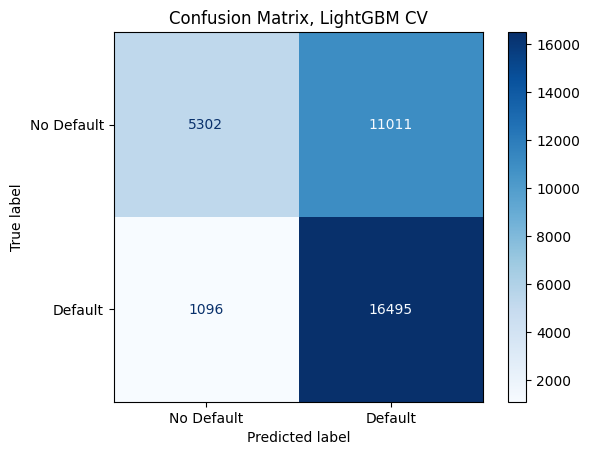 Confusion Matrix, LightGBM CV
True label
No Default
Default
5302
11011
1096
16495
No Default
Default
Predicted label
16000
14000
12000
10000
8000
6000
4000
2000